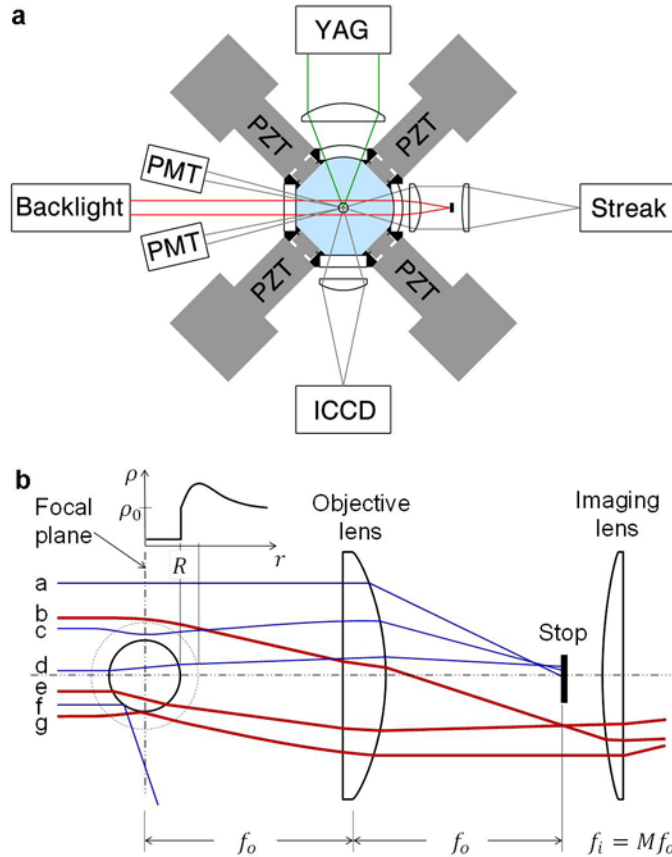 a
YAG
PZT
PZT
PMT
Backlight
Streak
PMT
PZT
PZT
ICCD
b
ρ
Focal
plane
ρ₀
R
r
Objective
lens
Imaging
lens
a
b
c
d
e
f
g
Stop
fₒ
fₒ
fᵢ = Mfₒ